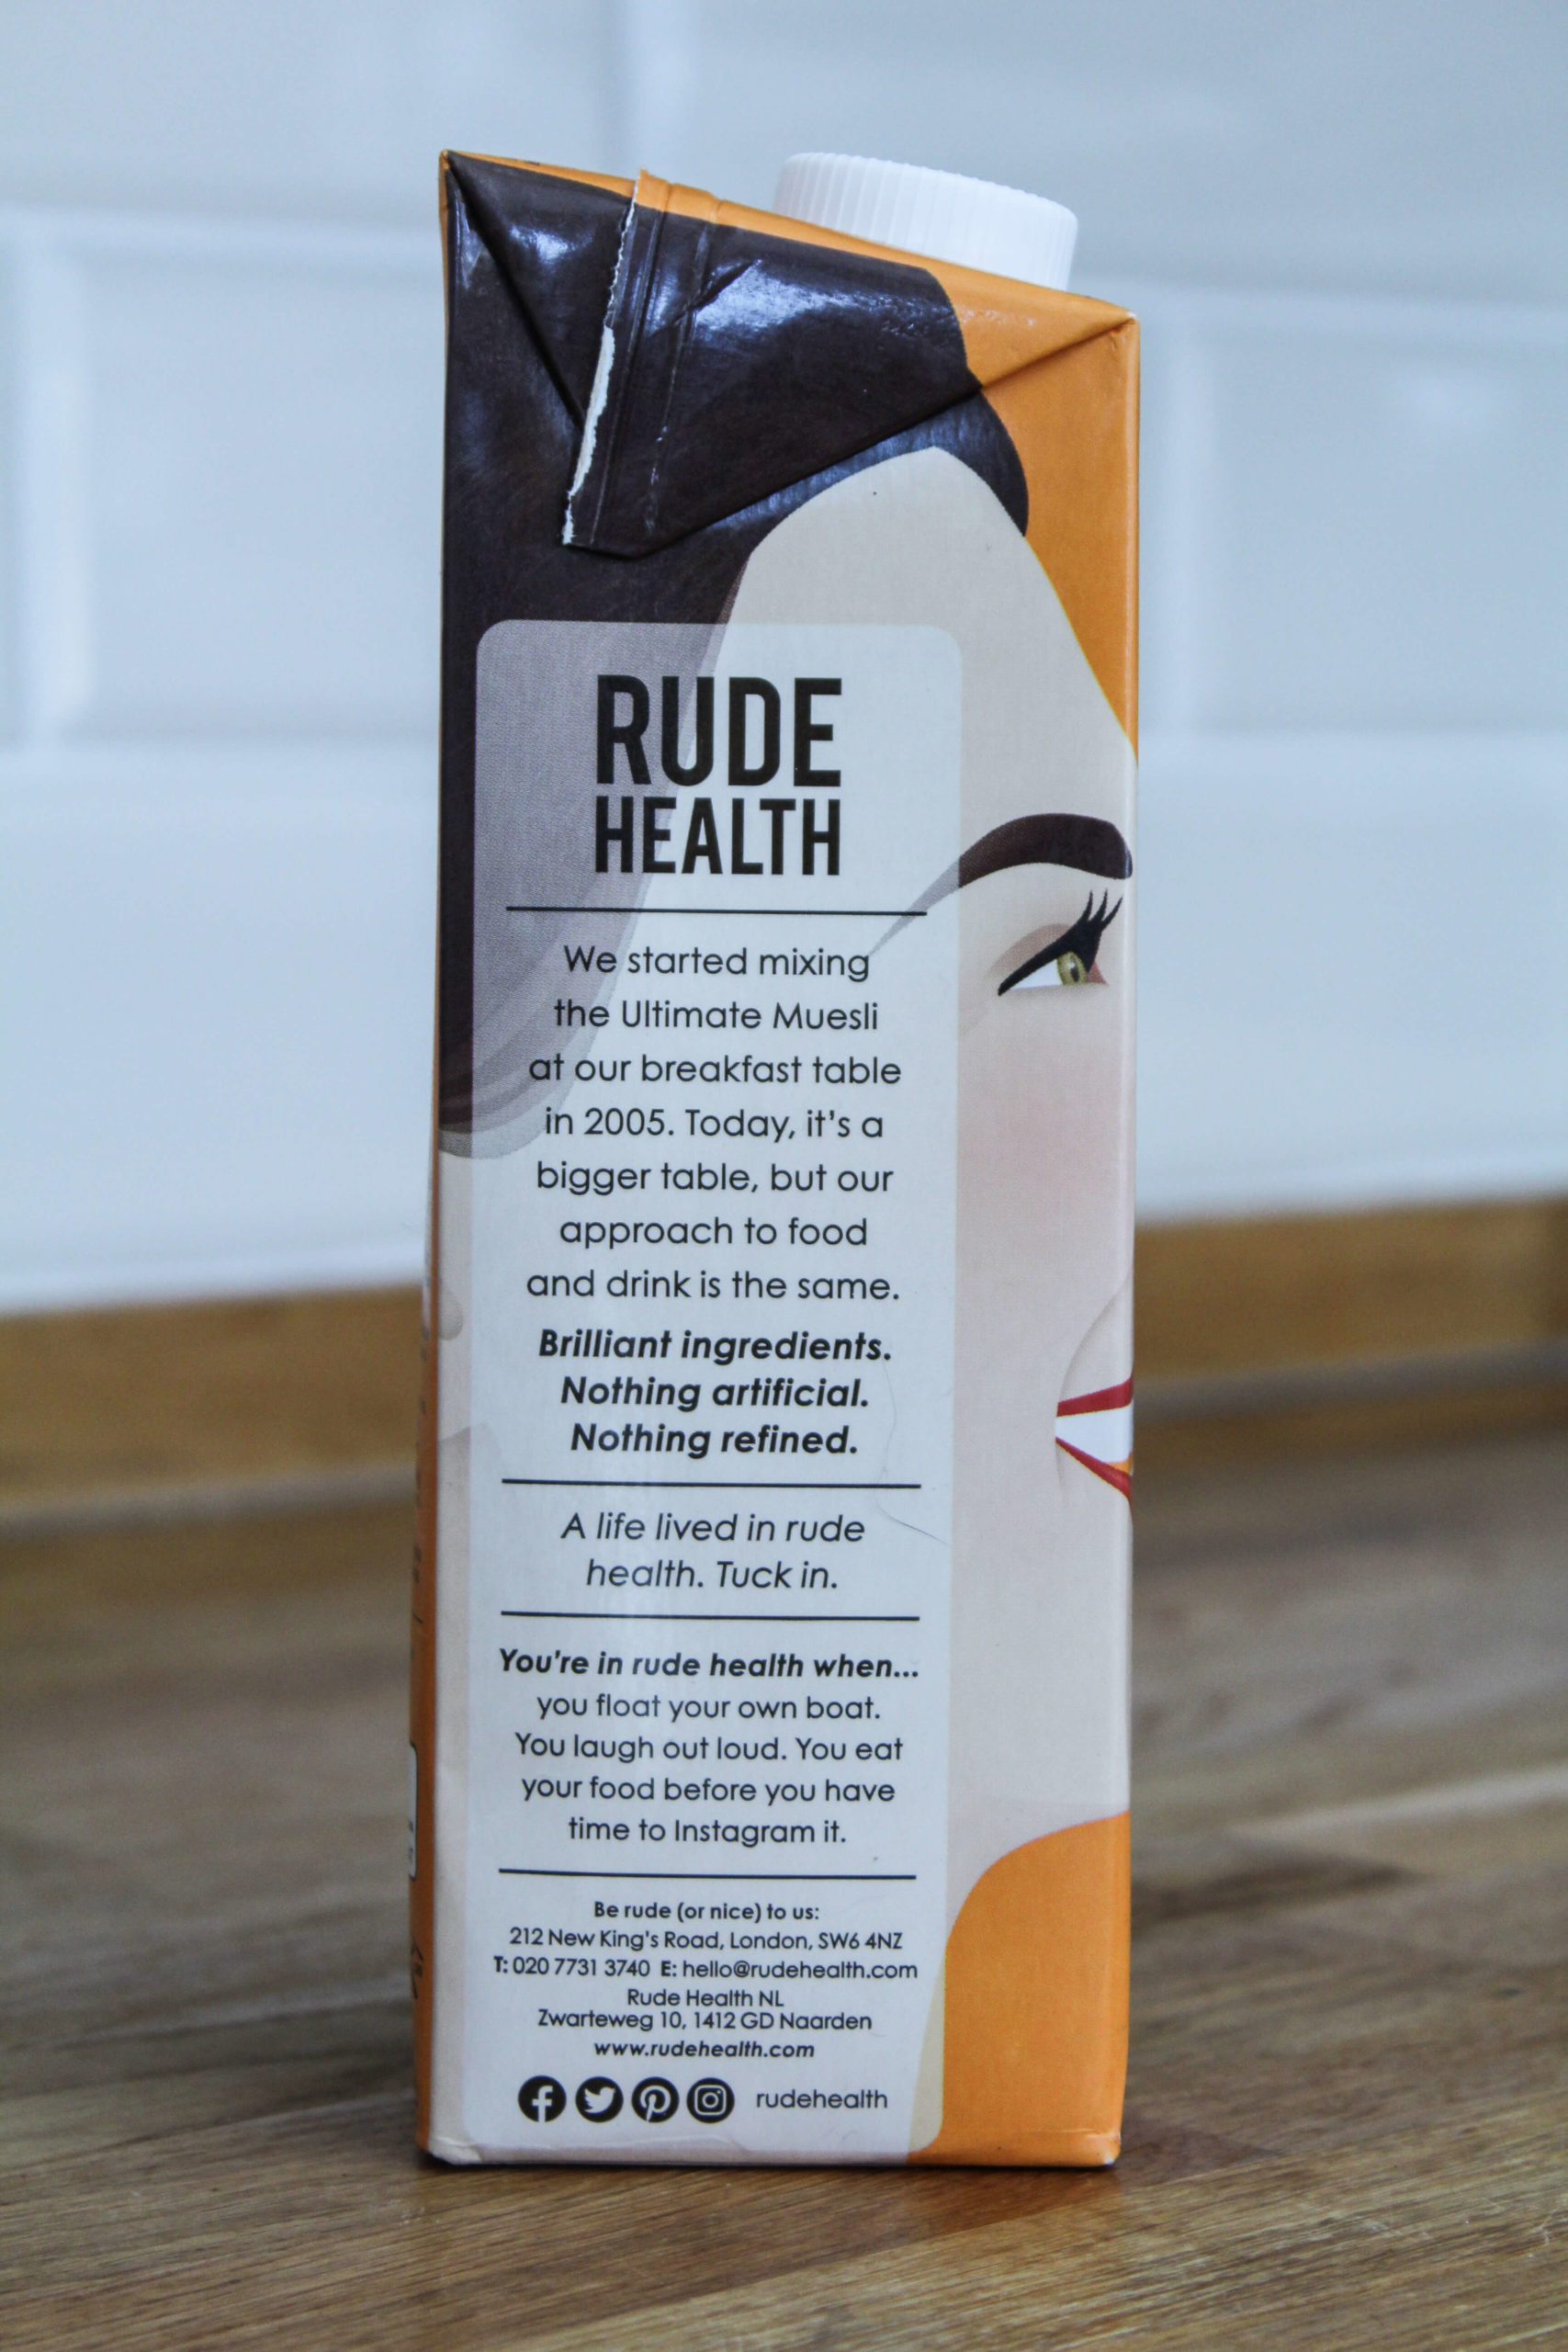 RUDE
HEALTH
We started mixing
the Ultimate Muesli
at our breakfast table
in 2005. Today, it's a
bigger table, but our
approach to food
and drink is the same.
Brilliant ingredients.
Nothing artificial.
Nothing refined.
A life lived in rude
health. Tuck in.
You're in rude health when...
you float your own boat.
You laugh out loud. You eat
your food before you have
time to Instagram it.
Be rude (or nice) to us:
212 New King's Road, London, SW6 4NZ
T: 020 7731 3740 E: hello@rudehealth.com
Rude Health NL
Zwarteweg 10, 1412 GD Naarden
www.rudehealth.com
rudehealth